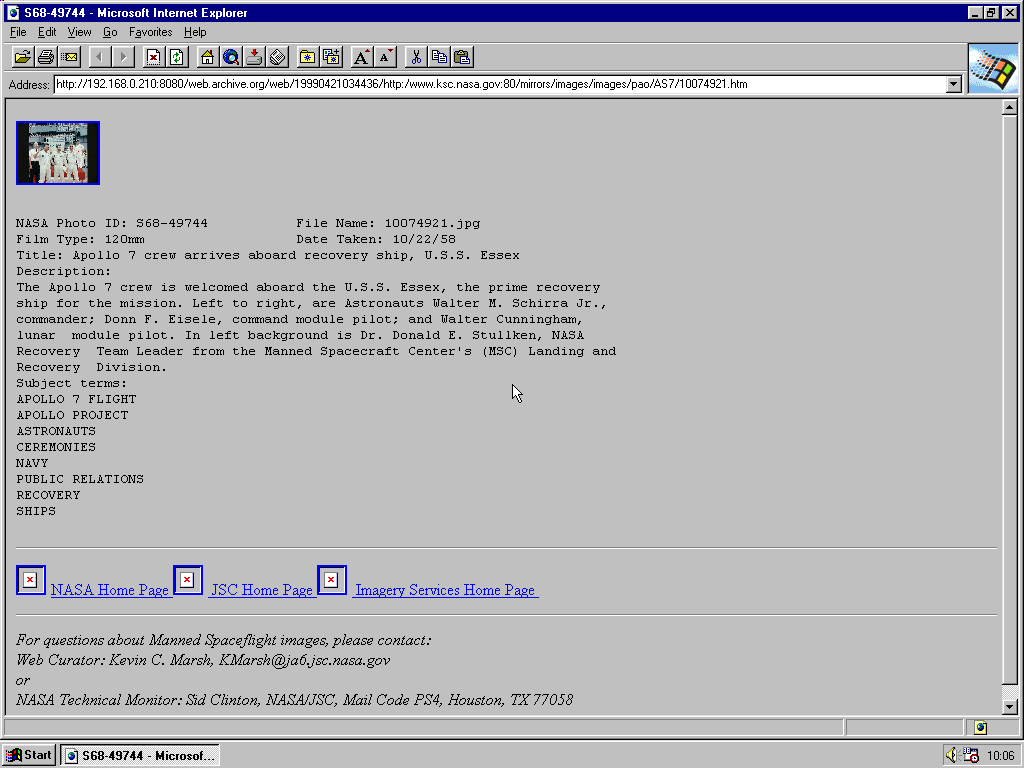 S68-49744 - Microsoft Internet Explorer
File Edit View Go Favorites Help
Address: http://192.168.0.210:8080/web.archive.org/web/19990421034436/http:/www.ksc.nasa.gov:80/mirrors/images/images/pao/AS7/10074921.htm
NASA Photo ID: S68-49744 File Name: 10074921.jpg
Film Type: 120mm Date Taken: 10/22/58
Title: Apollo 7 crew arrives aboard recovery ship, U.S.S. Essex
Description:
The Apollo 7 crew is welcomed aboard the U.S.S. Essex, the prime recovery
ship for the mission. Left to right, are Astronauts Walter M. Schirra Jr.,
commander; Donn F. Eisele, command module pilot; and Walter Cunningham,
lunar module pilot. In left background is Dr. Donald E. Stullken, NASA
Recovery Team Leader from the Manned Spacecraft Center's (MSC) Landing and
Recovery Division.
Subject terms:
APOLLO 7 FLIGHT
APOLLO PROJECT
ASTRONAUTS
CEREMONIES
NAVY
PUBLIC RELATIONS
RECOVERY
SHIPS
NASA Home Page JSC Home Page Imagery Services Home Page
For questions about Manned Spaceflight images, please contact:
Web Curator: Kevin C. Marsh, KMarsh@ja6.jsc.nasa.gov
or
NASA Technical Monitor: Sid Clinton, NASA/JSC, Mail Code PS4, Houston, TX 77058
Start S68-49744 - Microsof... 10:06